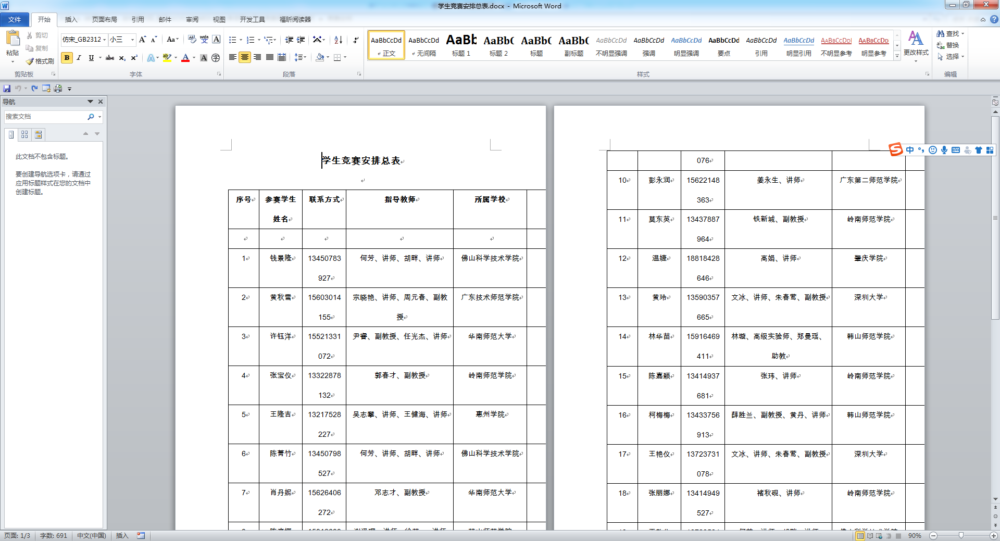 学生竞赛安排总表.docx - Microsoft Word
文件 开始 插入 页面布局 引用 邮件 审阅 视图 开发工具 福昕阅读器
粘贴 剪切 复制 格式刷
仿宋_GB2312 小三
AaBbCcDd AaBbCcDd AaBb AaBbC AaBbC AaBbC AaBbCcDd AaBbCcDd AaBbCcDd AaBbCcDd AaBbCcDd AaBbCcDd AaBbCcDd AaBbCcDd
正文 无间隔 标题 1 标题 2 标题 副标题 不明显强调 强调 明显强调 要点 引用 明显引用 不明显参考 明显参考
更改样式 查找 替换 选择
剪贴板 字体 段落 样式 编辑
导航
搜索文档
此文档不包含标题。
要创建导航选项卡，请通过
应用标题样式在您的文档中
创建标题。
学生竞赛安排总表
序号 参赛学生 联系方式 指导教师 所属学校
姓名
1 钱景隆 13450783 何芳、讲师、胡畔、讲师 佛山科学技术学院
927
2 黄秋雪 15603014 宗晓艳、讲师、周元春、副教 广东技术师范学院
155 授
3 许钰洋 15521331 尹睿、副教授、任光杰、讲师 华南师范大学
072
4 张宝仪 13322878 郭春才、副教授 岭南师范学院
132
5 王隆吉 13217528 吴志攀、讲师、王健海、讲师 惠州学院
227
6 陈菁竹 13450798 何芳、讲师、胡畔、讲师 佛山科学技术学院
527
7 肖丹妮 15626406 邓志才、副教授 华南师范大学
272
076
10 彭永润 15622148 姜永生、讲师 广东第二师范学院
363
11 莫东英 13437887 铁新城、副教授 岭南师范学院
964
12 温婕 18818428 高娟、讲师 肇庆学院
646
13 黄玲 13590357 文冰、讲师、朱春莺、副教授 深圳大学
665
14 林华苗 15916469 林璇、高级实验师、郑曼瑶、 韩山师范学院
411 助教
15 陈嘉颖 13414937 张玮、讲师 岭南师范学院
681
16 柯梅梅 13433756 薛胜兰、副教授、黄丹、讲师 韩山师范学院
913
17 王艳仪 13723731 文冰、讲师、朱春莺、副教授 深圳大学
078
18 张丽娜 13414949 褚秋砚、讲师 岭南师范学院
527
中
页面: 1/3 字数: 691 中文(中国) 插入 90%